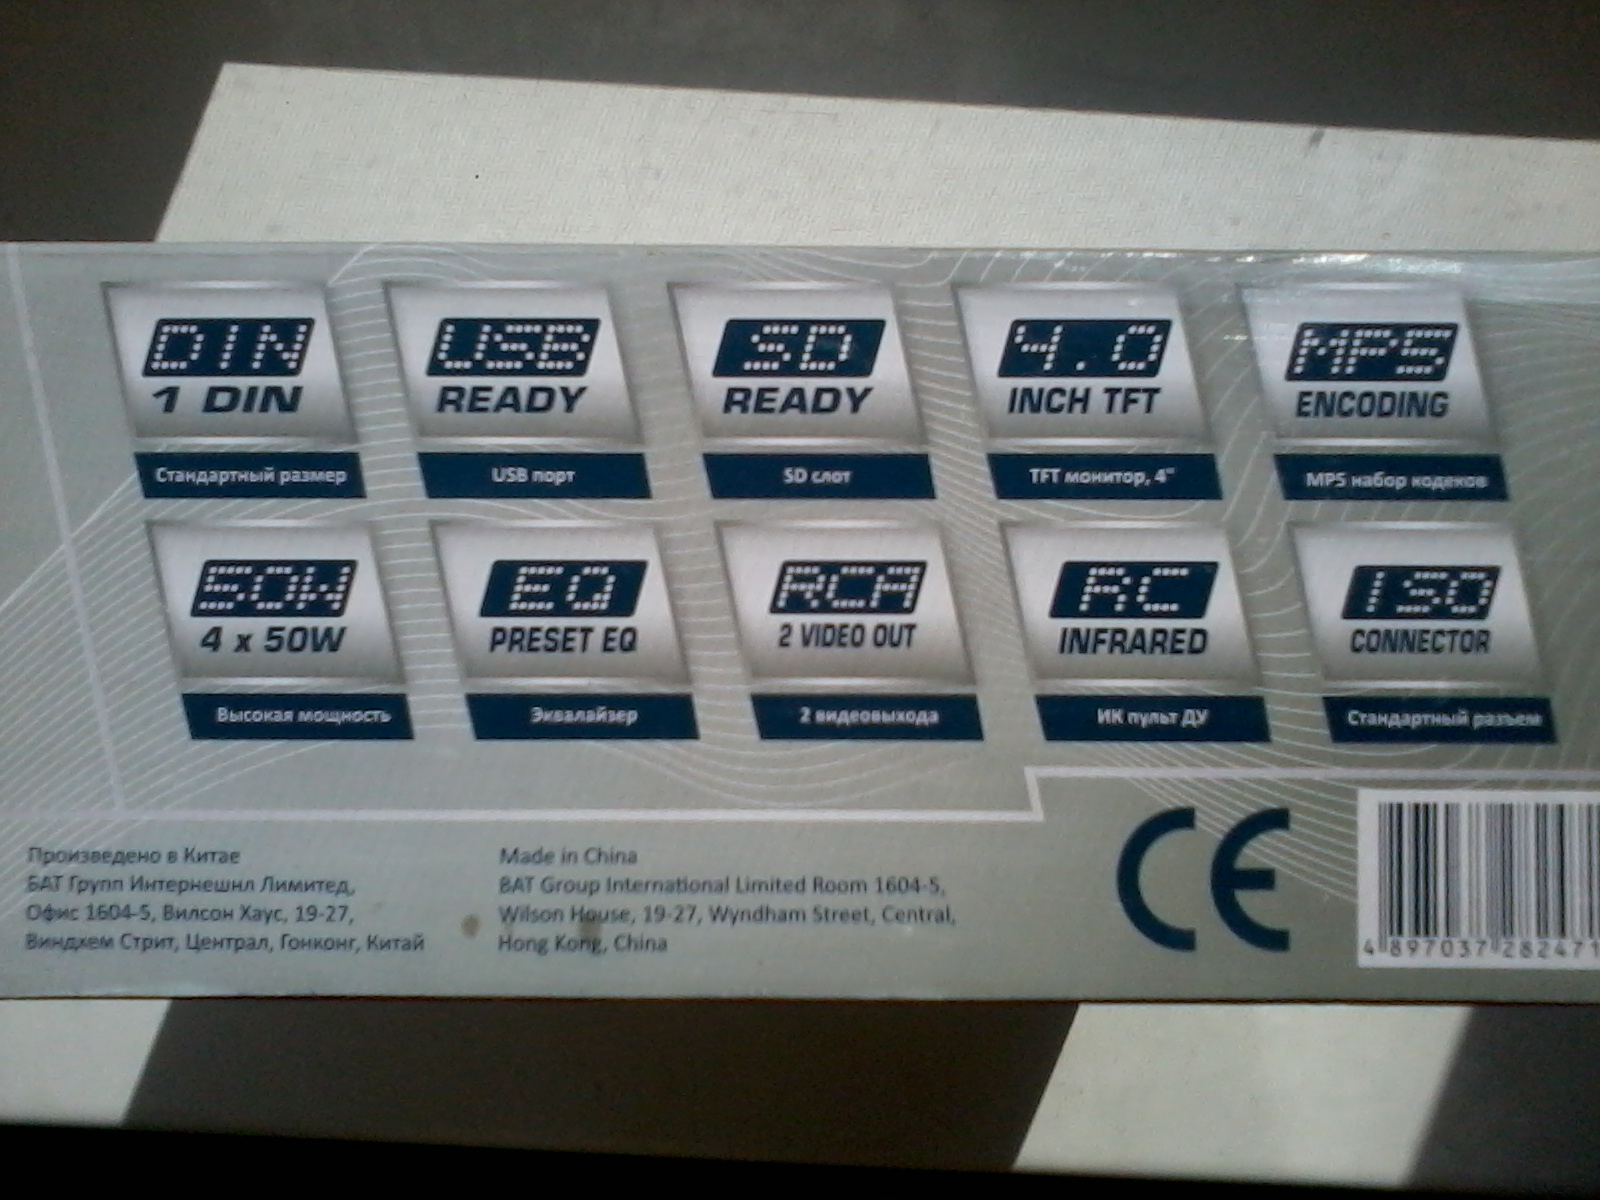 DIN
1 DIN
Стандартный размер
USB
READY
USB порт
SD
READY
SD слот
4.0
INCH TFT
TFT монитор, 4"
MP5
ENCODING
MP5 набор кодеков
50W
4 x 50W
Высокая мощность
EQ
PRESET EQ
Эквалайзер
RCA
2 VIDEO OUT
2 видеовыхода
RC
INFRARED
ИК пульт ДУ
ISO
CONNECTOR
Стандартный разъем
Произведено в Китае
БАТ Групп Интернешнл Лимитед,
Офис 1604-5, Вилсон Хаус, 19-27,
Виндхем Стрит, Централ, Гонконг, Китай
Made in China
BAT Group International Limited Room 1604-5,
Wilson House, 19-27, Wyndham Street, Central,
Hong Kong, China
CE
4 897037 282471